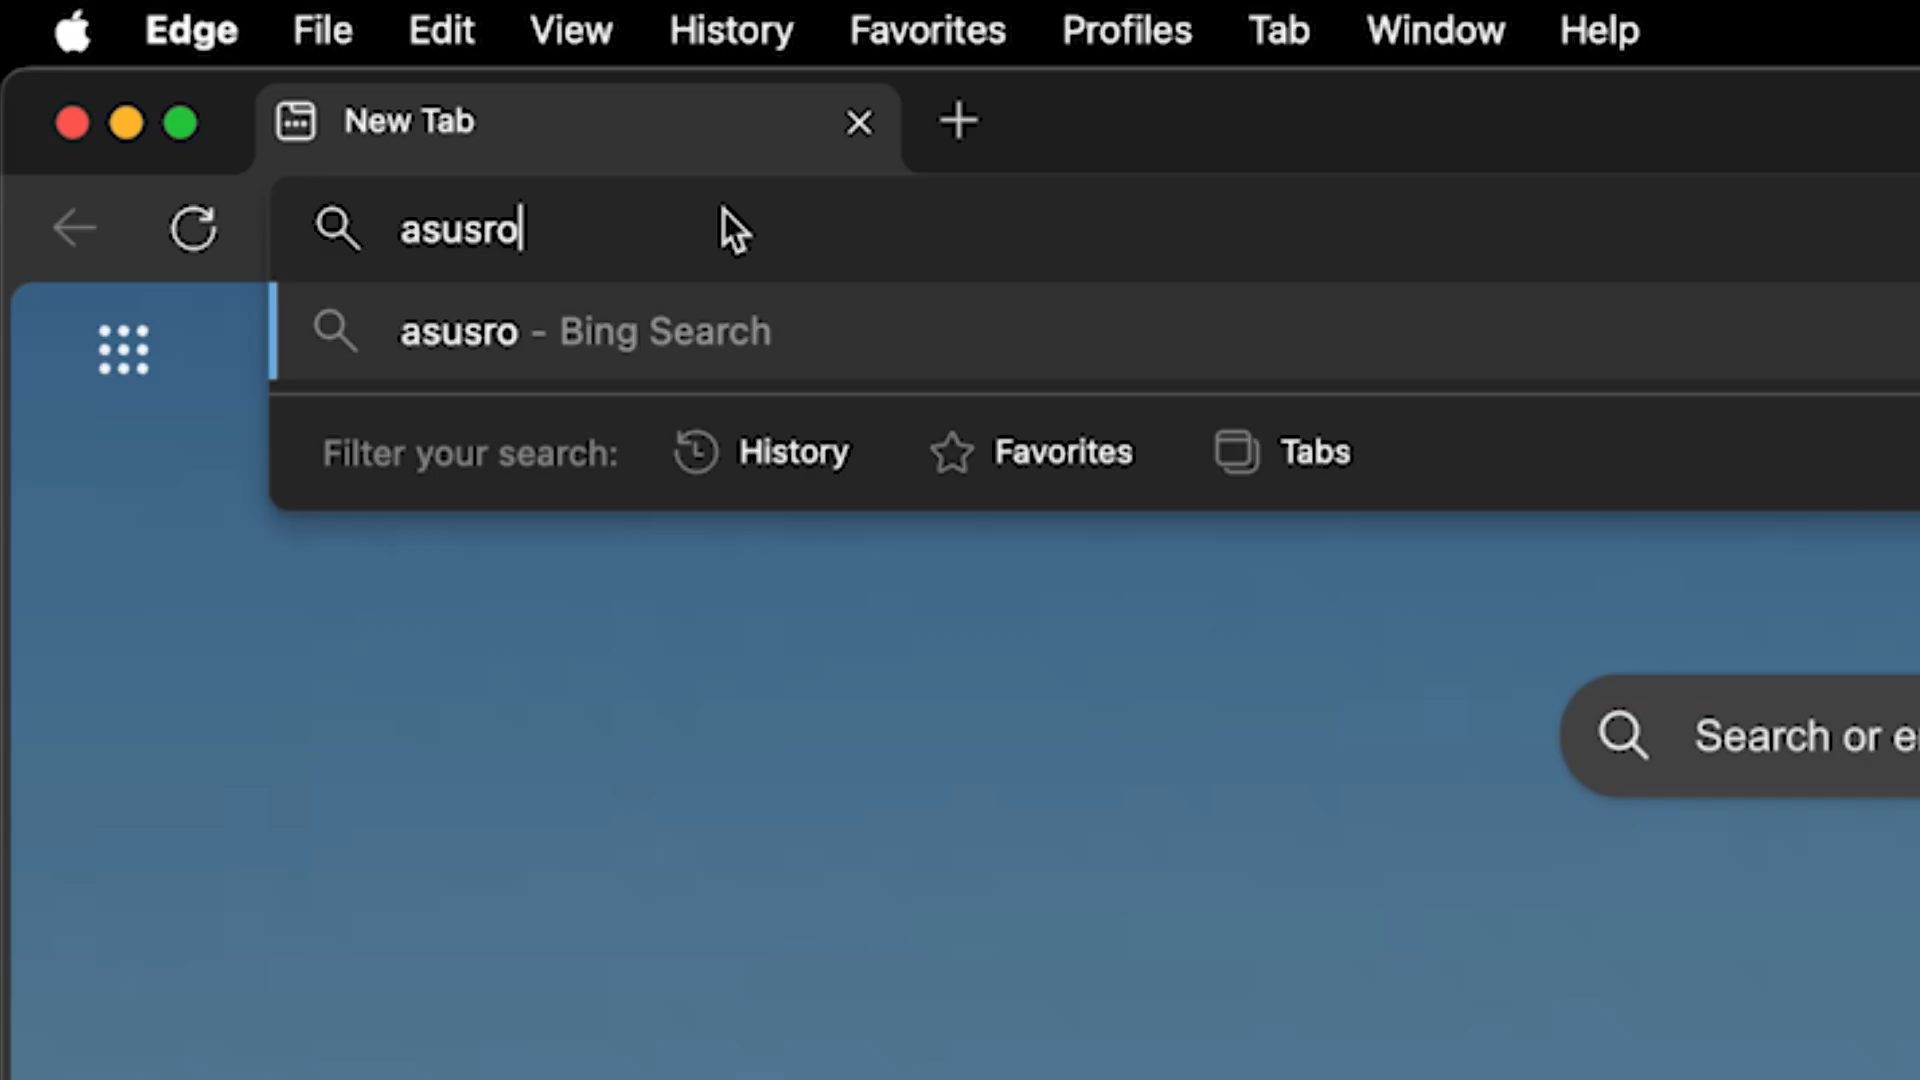 Edge File Edit View History Favorites Profiles Tab Window Help
New Tab
asusro
asusro - Bing Search
Filter your search: History Favorites Tabs
Search or